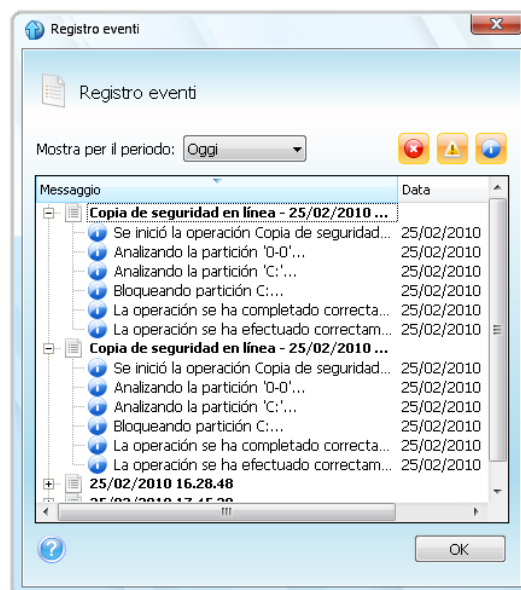 Registro eventi
Registro eventi
Mostra per il periodo: Oggi
Messaggio Data
Copia de seguridad en línea - 25/02/2010 ...
Se inició la operación Copia de seguridad... 25/02/2010
Analizando la partición '0-0'... 25/02/2010
Analizando la partición 'C:'... 25/02/2010
Bloqueando partición C:... 25/02/2010
La operación se ha completado correcta... 25/02/2010
La operación se ha efectuado correctam... 25/02/2010
Copia de seguridad en línea - 25/02/2010 ...
Se inició la operación Copia de seguridad... 25/02/2010
Analizando la partición '0-0'... 25/02/2010
Analizando la partición 'C:'... 25/02/2010
Bloqueando partición C:... 25/02/2010
La operación se ha completado correcta... 25/02/2010
La operación se ha efectuado correctam... 25/02/2010
25/02/2010 16.28.48
OK